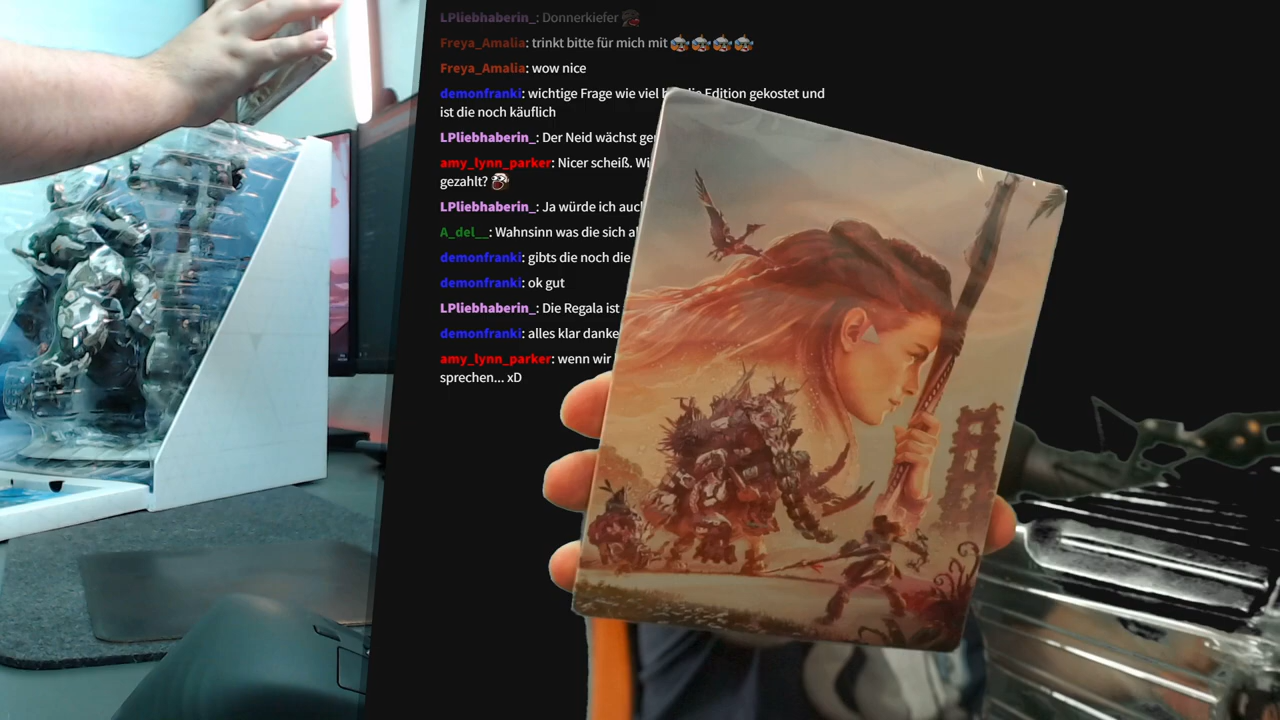 LPliebhaberin_: Donnerkiefer
Freya_Amalia: trinkt bitte für mich mit
Freya_Amalia: wow nice
demonfranki: wichtige Frage wie viel Edition gekostet und
ist die noch käuflich
LPliebhaberin_: Der Neid wächst
amy_lynn_parker: Nicer scheiß.
gezahlt?
LPliebhaberin_: Ja würde ich
A_del__: Wahnsinn was die sich
demonfranki: gibts die noch die
demonfranki: ok gut
LPliebhaberin_: Die Regala ist
demonfranki: alles klar danke
amy_lynn_parker: wenn wir
sprechen... xD